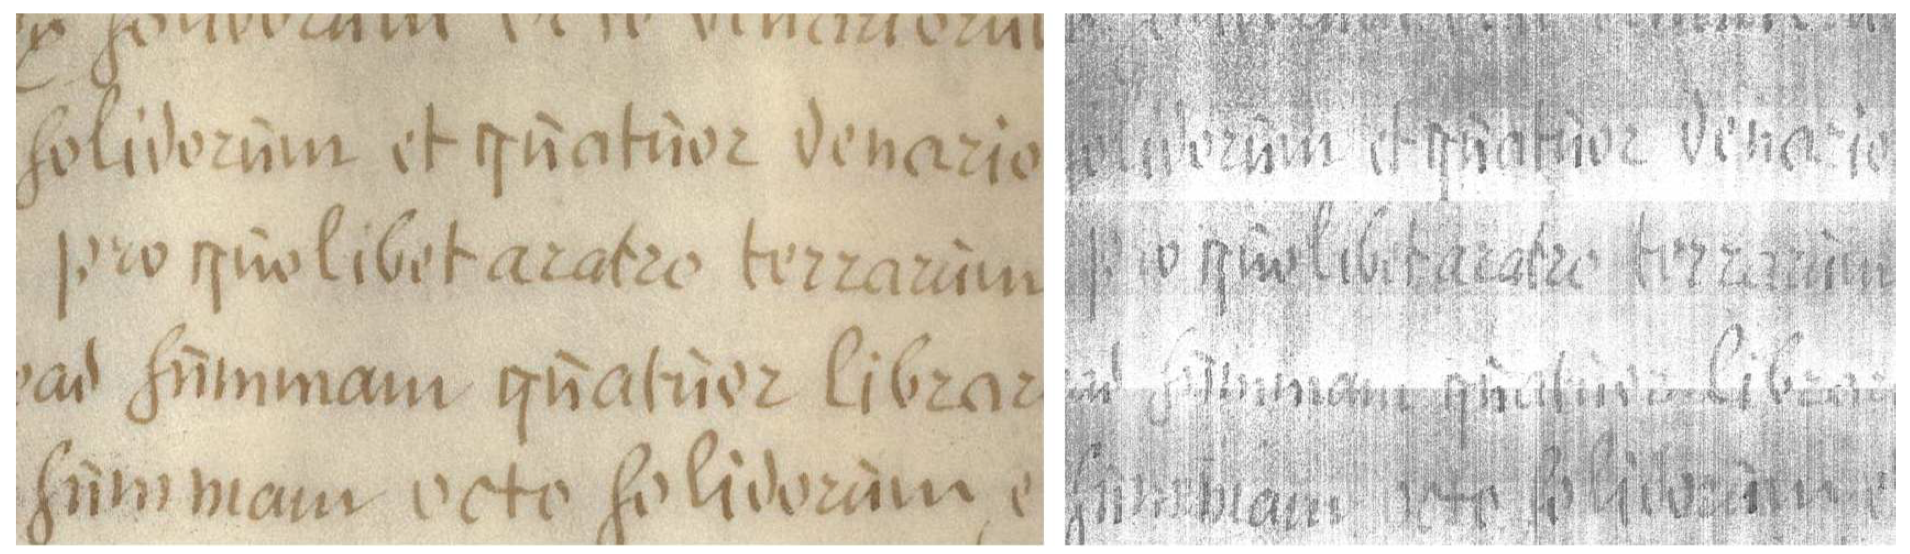 solidorum et quatuor denario
pro quolibet aratro terrarum
ad summam quatuor librar
summam octo solidorum e
olidorum et quatuor denario
pro quolibet aratro terrarum
ad summam quatuor librar
summam octo solidorum